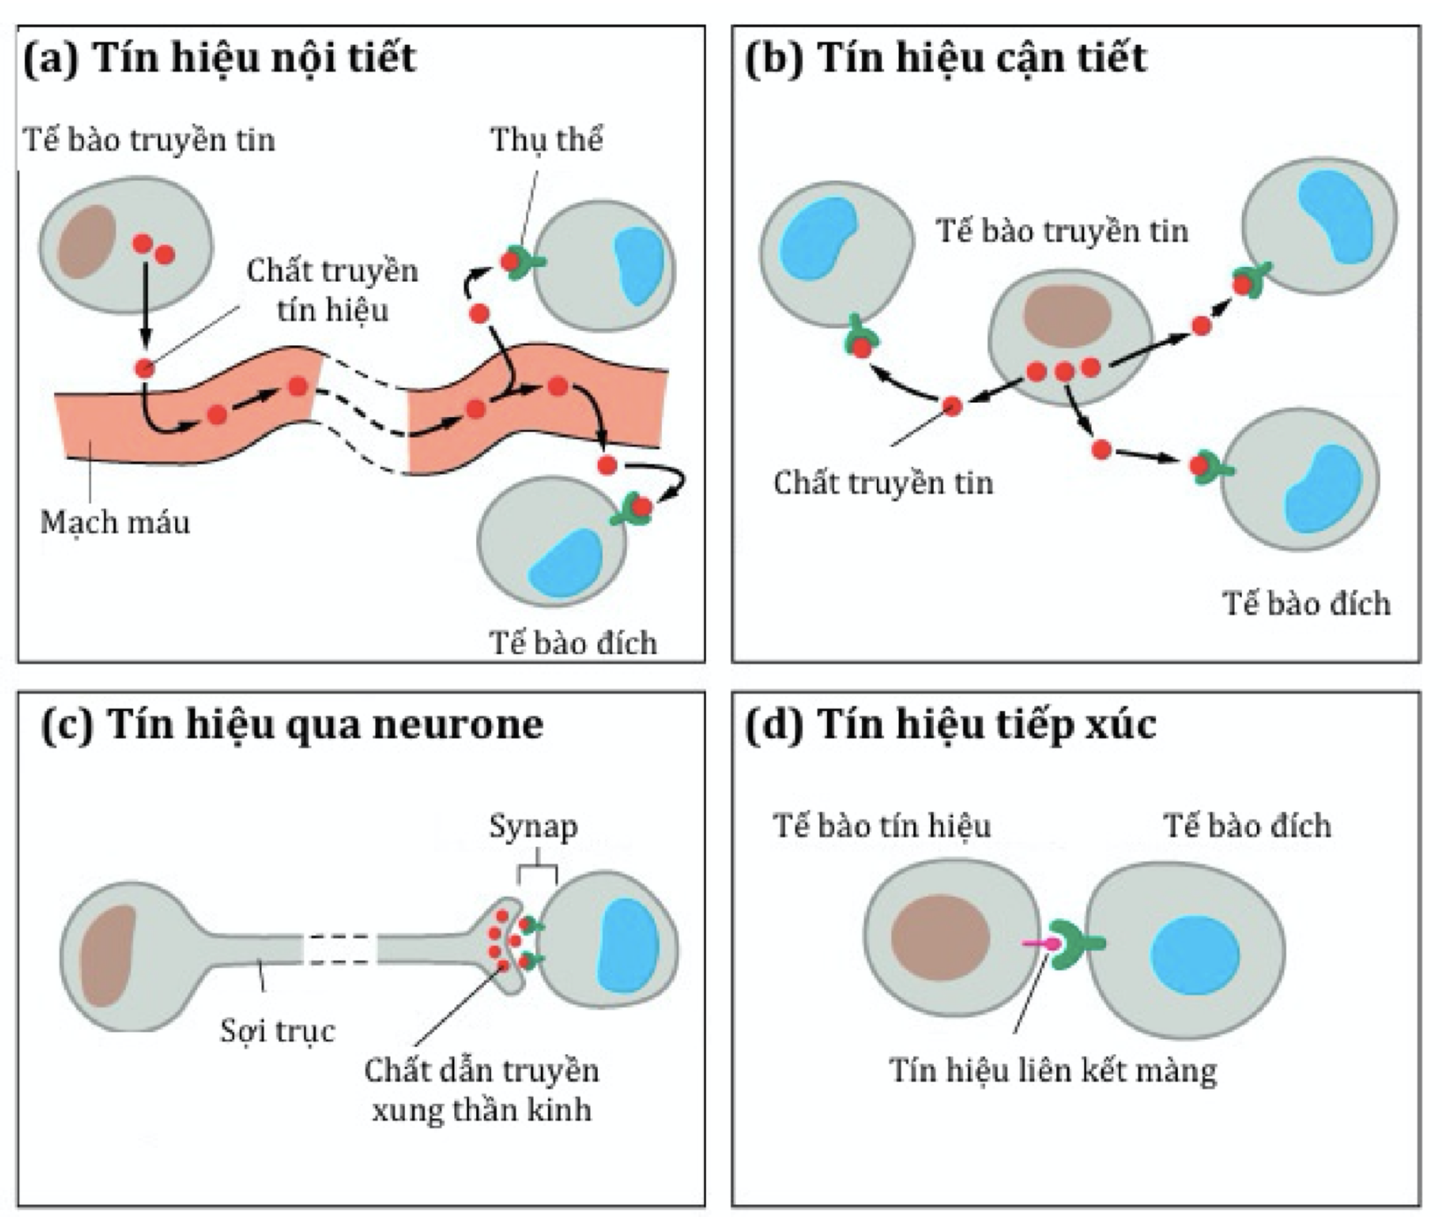 (a) Tín hiệu nội tiết
Tế bào truyền tin
Thụ thể
Chất truyền
tín hiệu
Mạch máu
Tế bào đích
(b) Tín hiệu cận tiết
Tế bào truyền tin
Chất truyền tin
Tế bào đích
(c) Tín hiệu qua neurone
Synap
Sợi trục
Chất dẫn truyền
xung thần kinh
(d) Tín hiệu tiếp xúc
Tế bào tín hiệu
Tế bào đích
Tín hiệu liên kết màng